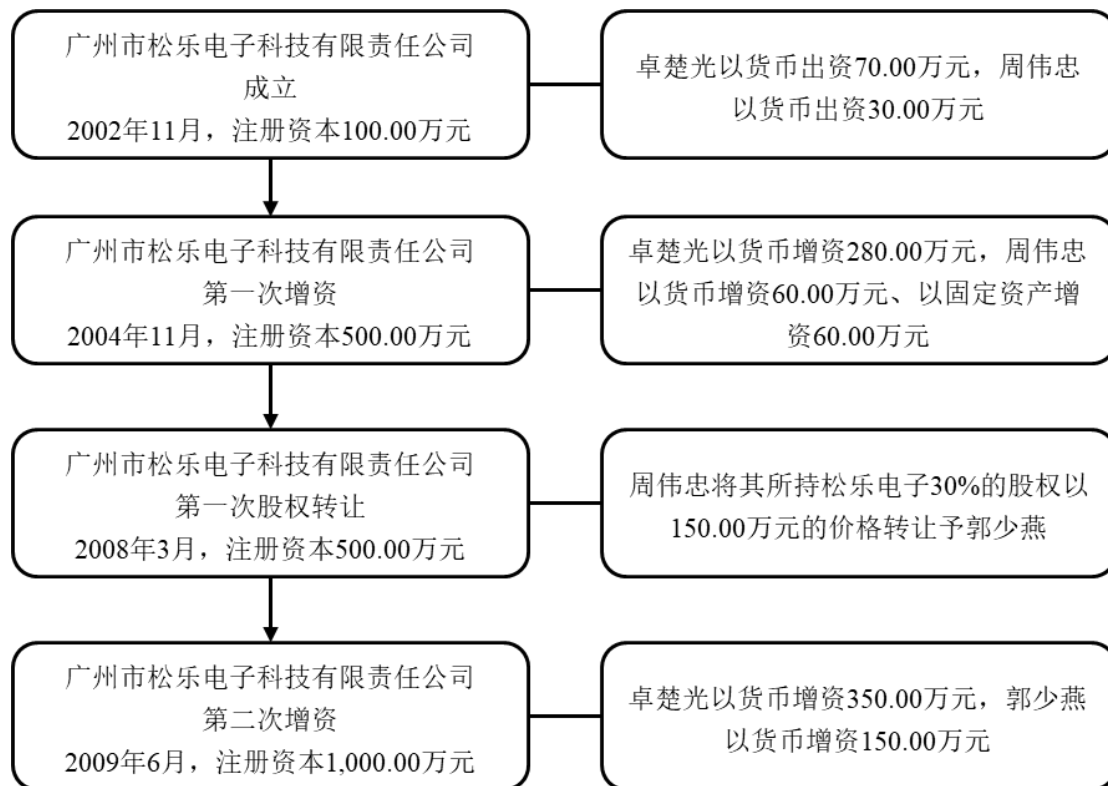 广州市松乐电子科技有限责任公司
成立
2002年11月，注册资本100.00万元
卓楚光以货币出资70.00万元，周伟忠
以货币出资30.00万元
广州市松乐电子科技有限责任公司
第一次增资
2004年11月，注册资本500.00万元
卓楚光以货币增资280.00万元，周伟忠
以货币增资60.00万元、以固定资产增
资60.00万元
广州市松乐电子科技有限责任公司
第一次股权转让
2008年3月，注册资本500.00万元
周伟忠将其所持松乐电子30%的股权以
150.00万元的价格转让予郭少燕
广州市松乐电子科技有限责任公司
第二次增资
2009年6月，注册资本1,000.00万元
卓楚光以货币增资350.00万元，郭少燕
以货币增资150.00万元